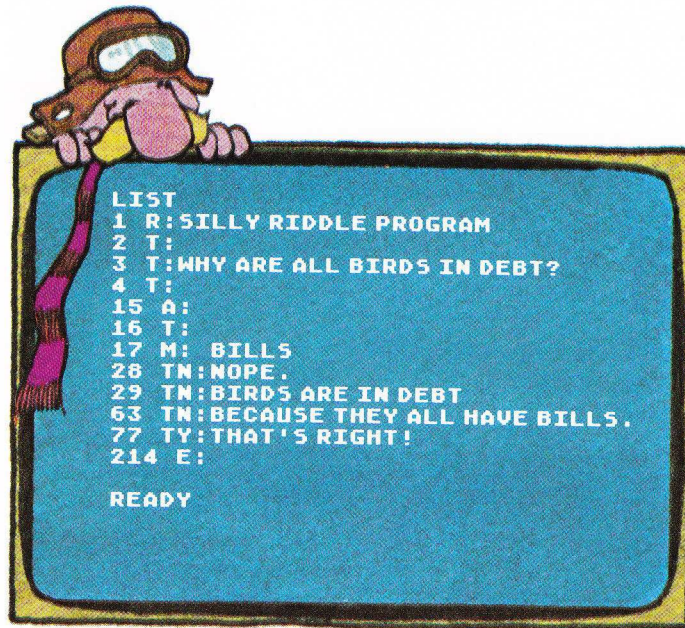 LIST
1 R:SILLY RIDDLE PROGRAM
2 T:
3 T:WHY ARE ALL BIRDS IN DEBT?
4 T:
15 A:
16 T:
17 M: BILLS
28 TN:NOPE.
29 TN:BIRDS ARE IN DEBT
63 TN:BECAUSE THEY ALL HAVE BILLS.
77 TY:THAT'S RIGHT!
214 E:
READY